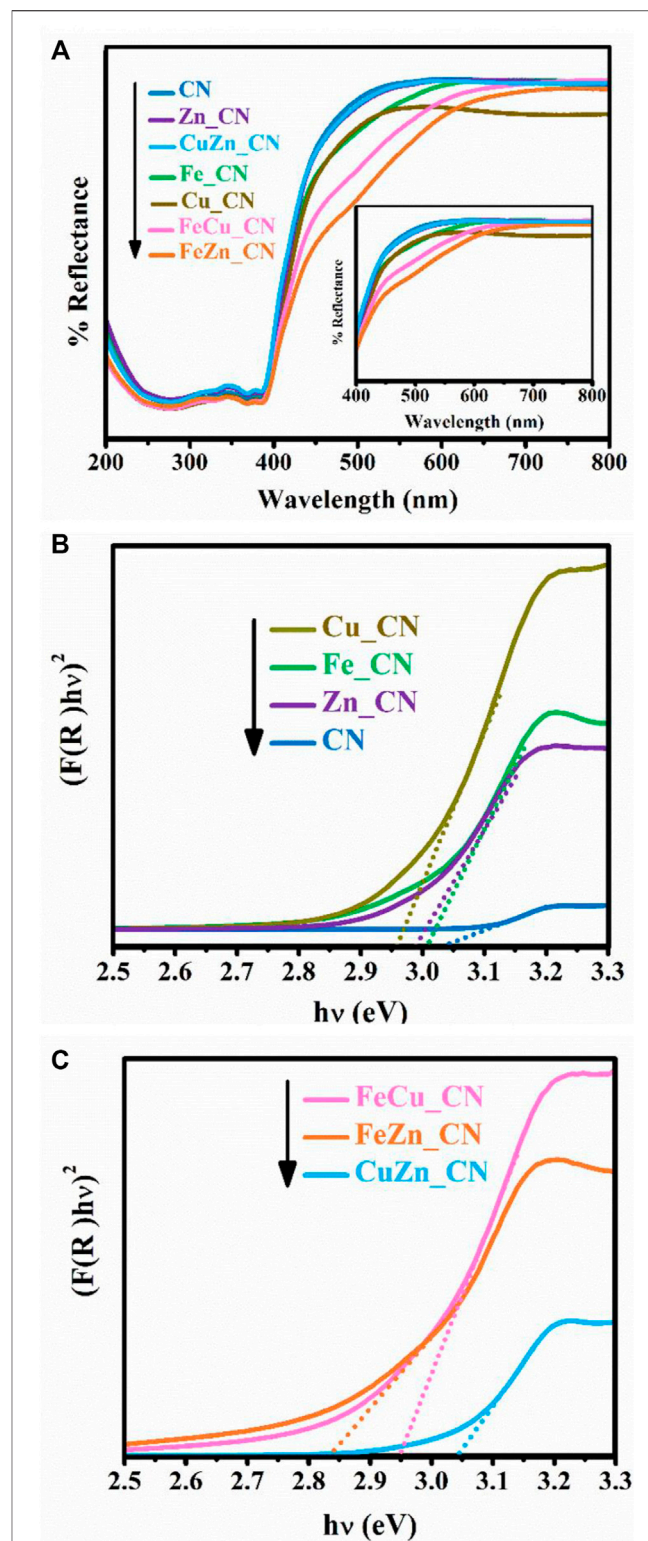 A
CN
Zn_CN
CuZn_CN
Fe_CN
Cu_CN
FeCu_CN
FeZn_CN
% Reflectance
% Reflectance
400 500 600 700 800
Wavelength (nm)
200 300 400 500 600 700 800
Wavelength (nm)
B
Cu_CN
Fe_CN
Zn_CN
CN
(F(R )hν)²
2.5 2.6 2.7 2.8 2.9 3.0 3.1 3.2 3.3
hν (eV)
C
FeCu_CN
FeZn_CN
CuZn_CN
(F(R )hν)²
2.5 2.6 2.7 2.8 2.9 3.0 3.1 3.2 3.3
hν (eV)